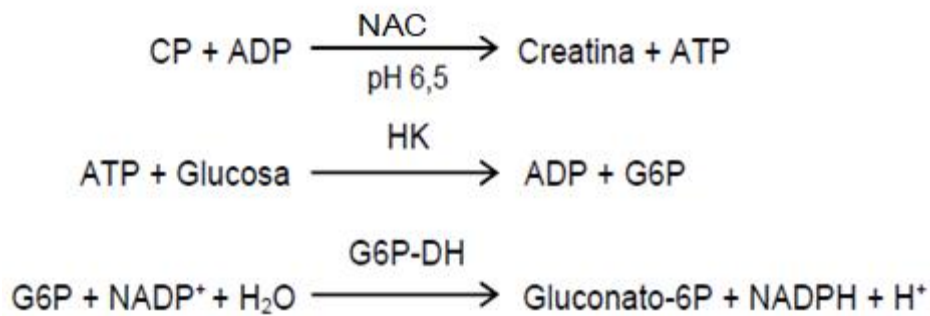 NAC
CP + ADP → Creatina + ATP
pH 6,5
HK
ATP + Glucosa → ADP + G6P
G6P-DH
G6P + NADP⁺ + H₂O → Gluconato-6P + NADPH + H⁺